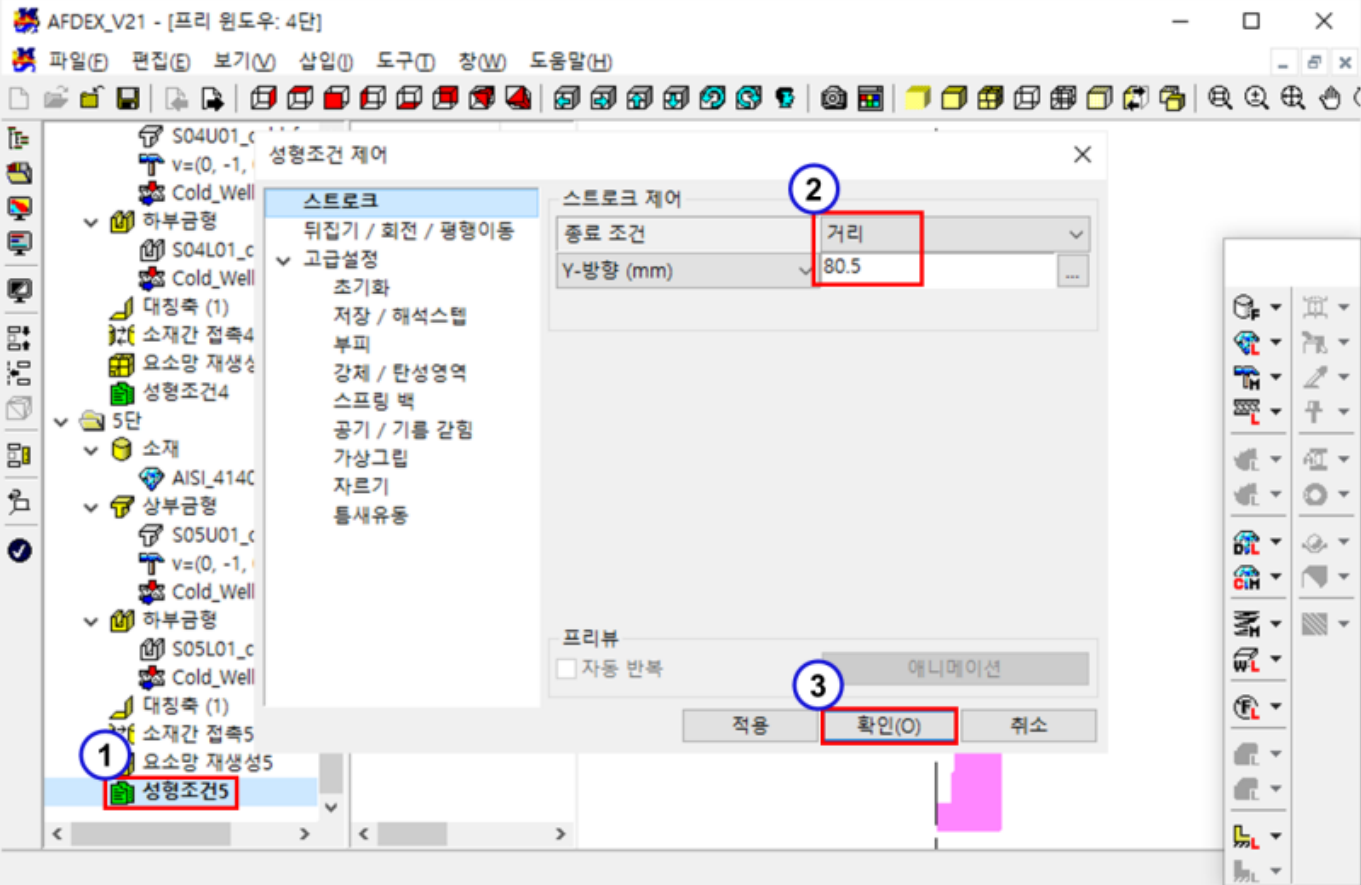 AFDEX_V21 - [프리 윈도우: 4단]
파일(F) 편집(E) 보기(V) 삽입(I) 도구(T) 창(W) 도움말(H)
S04U01_
v=(0, -1,
Cold_Well
하부금형
S04L01_c
Cold_Well
대칭축 (1)
소재간 접촉4
요소망 재생성
성형조건4
5단
소재
AISI_4140
상부금형
S05U01_c
v=(0, -1,
Cold_Well
하부금형
S05L01_c
Cold_Well
대칭축 (1)
소재간 접촉5
요소망 재생성5
1
성형조건5
성형조건 제어
스트로크
뒤집기 / 회전 / 평행이동
고급설정
초기화
저장 / 해석스텝
부피
강체 / 탄성영역
스프링 백
공기 / 기름 갇힘
가상그립
자르기
틈새유동
스트로크 제어
2
종료 조건 거리
Y-방향 (mm) 80.5 ...
프리뷰
자동 반복 애니메이션
3
적용 확인(O) 취소
F
L
M
L
L
L
DIL
CIM
M
WL
FL
L
L
L
L